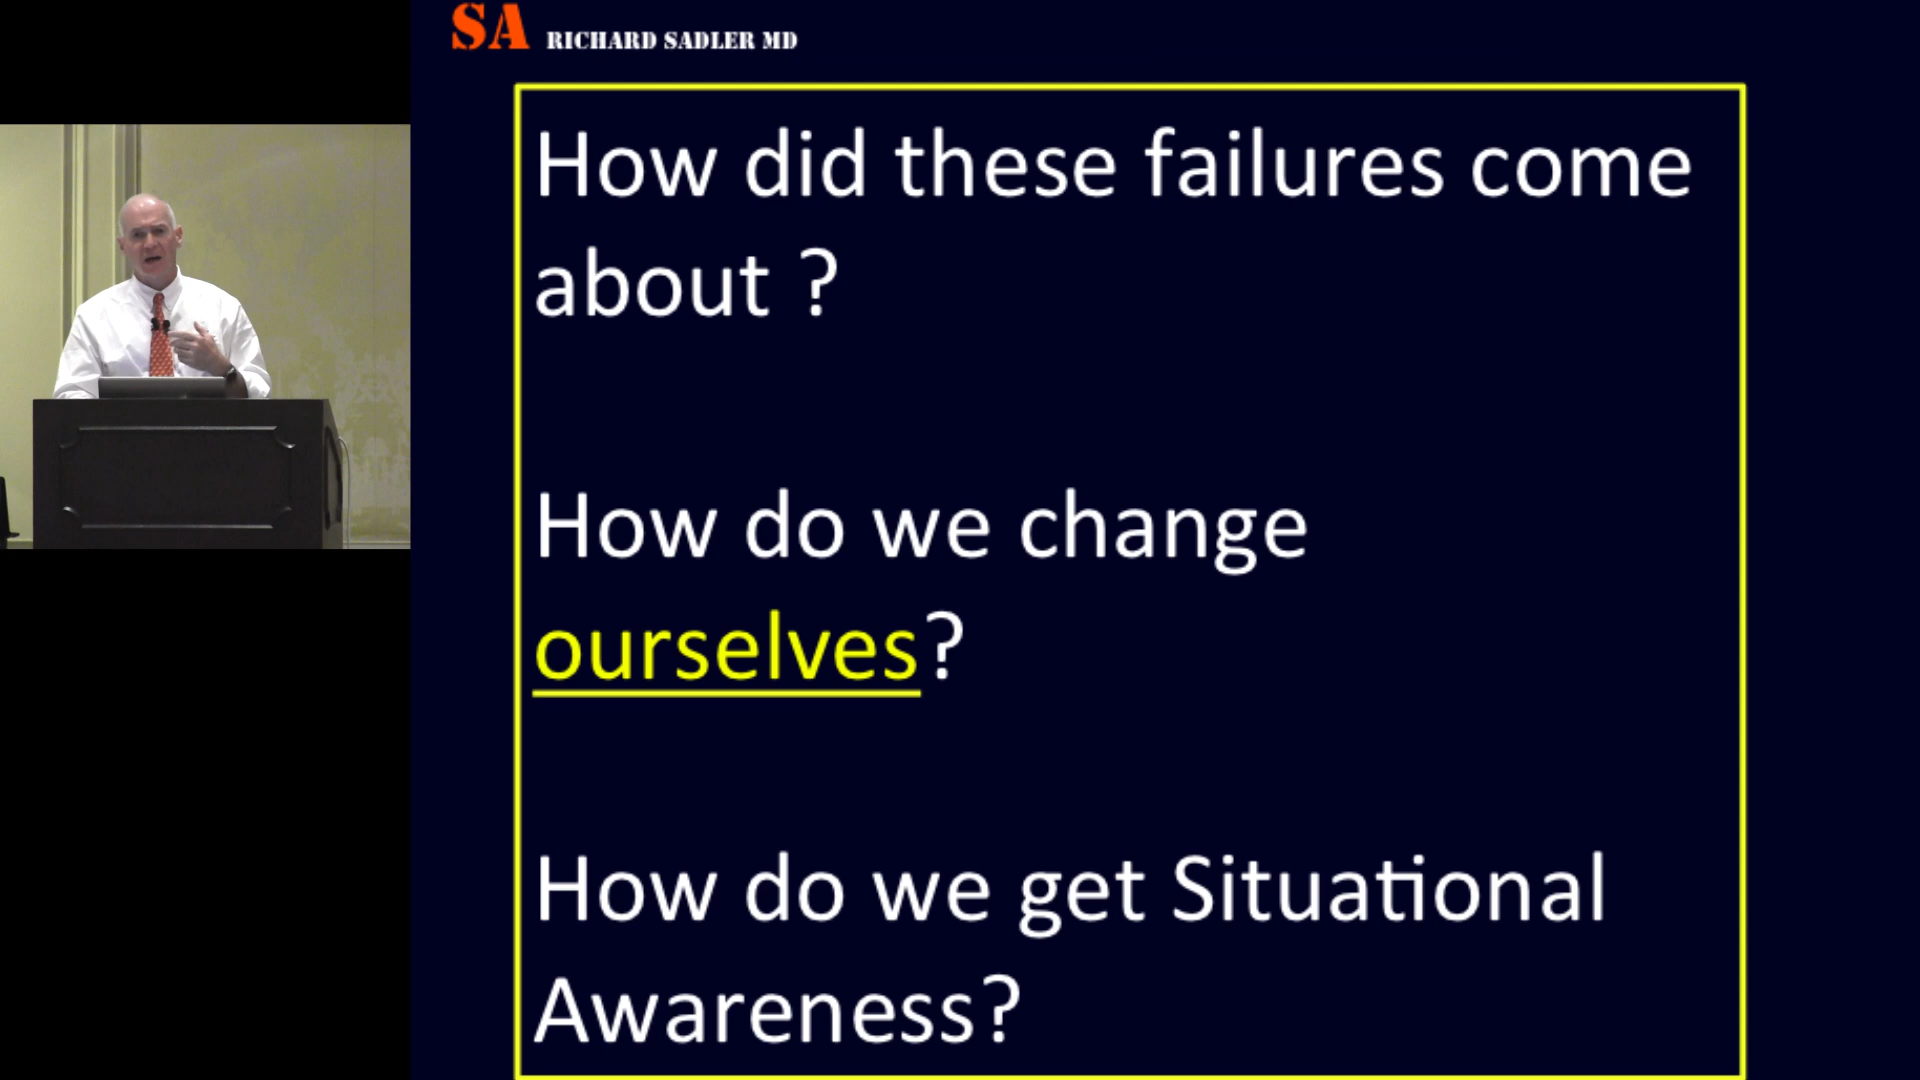 SA RICHARD SADLER MD
How did these failures come
about ?
How do we change
ourselves?
How do we get Situational
Awareness?